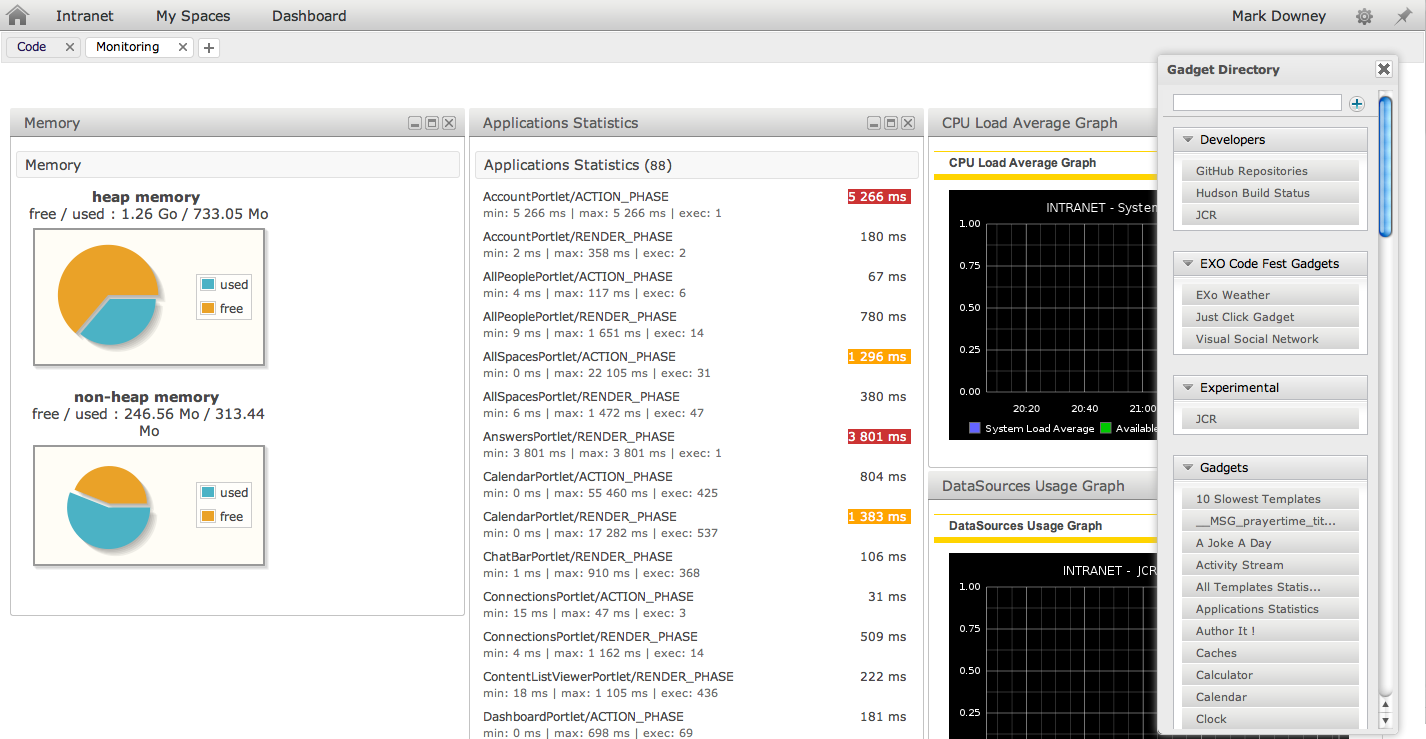 Intranet My Spaces Dashboard Mark Downey
Code Monitoring
Memory
Memory
heap memory
free / used : 1.26 Go / 733.05 Mo
used
free
non-heap memory
free / used : 246.56 Mo / 313.44
Mo
used
free
Applications Statistics
Applications Statistics (88)
AccountPortlet/ACTION_PHASE 5 266 ms
min: 5 266 ms | max: 5 266 ms | exec: 1
AccountPortlet/RENDER_PHASE 180 ms
min: 2 ms | max: 358 ms | exec: 2
AllPeoplePortlet/ACTION_PHASE 67 ms
min: 4 ms | max: 117 ms | exec: 6
AllPeoplePortlet/RENDER_PHASE 780 ms
min: 9 ms | max: 1 651 ms | exec: 14
AllSpacesPortlet/ACTION_PHASE 1 296 ms
min: 0 ms | max: 22 105 ms | exec: 31
AllSpacesPortlet/RENDER_PHASE 380 ms
min: 6 ms | max: 1 472 ms | exec: 47
AnswersPortlet/RENDER_PHASE 3 801 ms
min: 3 801 ms | max: 3 801 ms | exec: 1
CalendarPortlet/ACTION_PHASE 804 ms
min: 0 ms | max: 55 460 ms | exec: 425
CalendarPortlet/RENDER_PHASE 1 383 ms
min: 0 ms | max: 17 282 ms | exec: 537
ChatBarPortlet/RENDER_PHASE 106 ms
min: 1 ms | max: 910 ms | exec: 368
ConnectionsPortlet/ACTION_PHASE 31 ms
min: 15 ms | max: 47 ms | exec: 3
ConnectionsPortlet/RENDER_PHASE 509 ms
min: 4 ms | max: 1 162 ms | exec: 14
ContentListViewerPortlet/RENDER_PHASE 222 ms
min: 18 ms | max: 1 105 ms | exec: 436
DashboardPortlet/ACTION_PHASE 181 ms
min: 0 ms | max: 698 ms | exec: 69
CPU Load Average Graph
CPU Load Average Graph
INTRANET - System
1.00
0.75
0.50
0.25
0.00
20:20 20:40 21:00
System Load Average Available
DataSources Usage Graph
DataSources Usage Graph
INTRANET - JCR
1.00
0.75
0.50
0.25
Gadget Directory
Developers
GitHub Repositories
Hudson Build Status
JCR
EXO Code Fest Gadgets
EXo Weather
Just Click Gadget
Visual Social Network
Experimental
JCR
Gadgets
10 Slowest Templates
__MSG_prayertime_tit...
A Joke A Day
Activity Stream
All Templates Statis...
Applications Statistics
Author It !
Caches
Calculator
Calendar
Clock